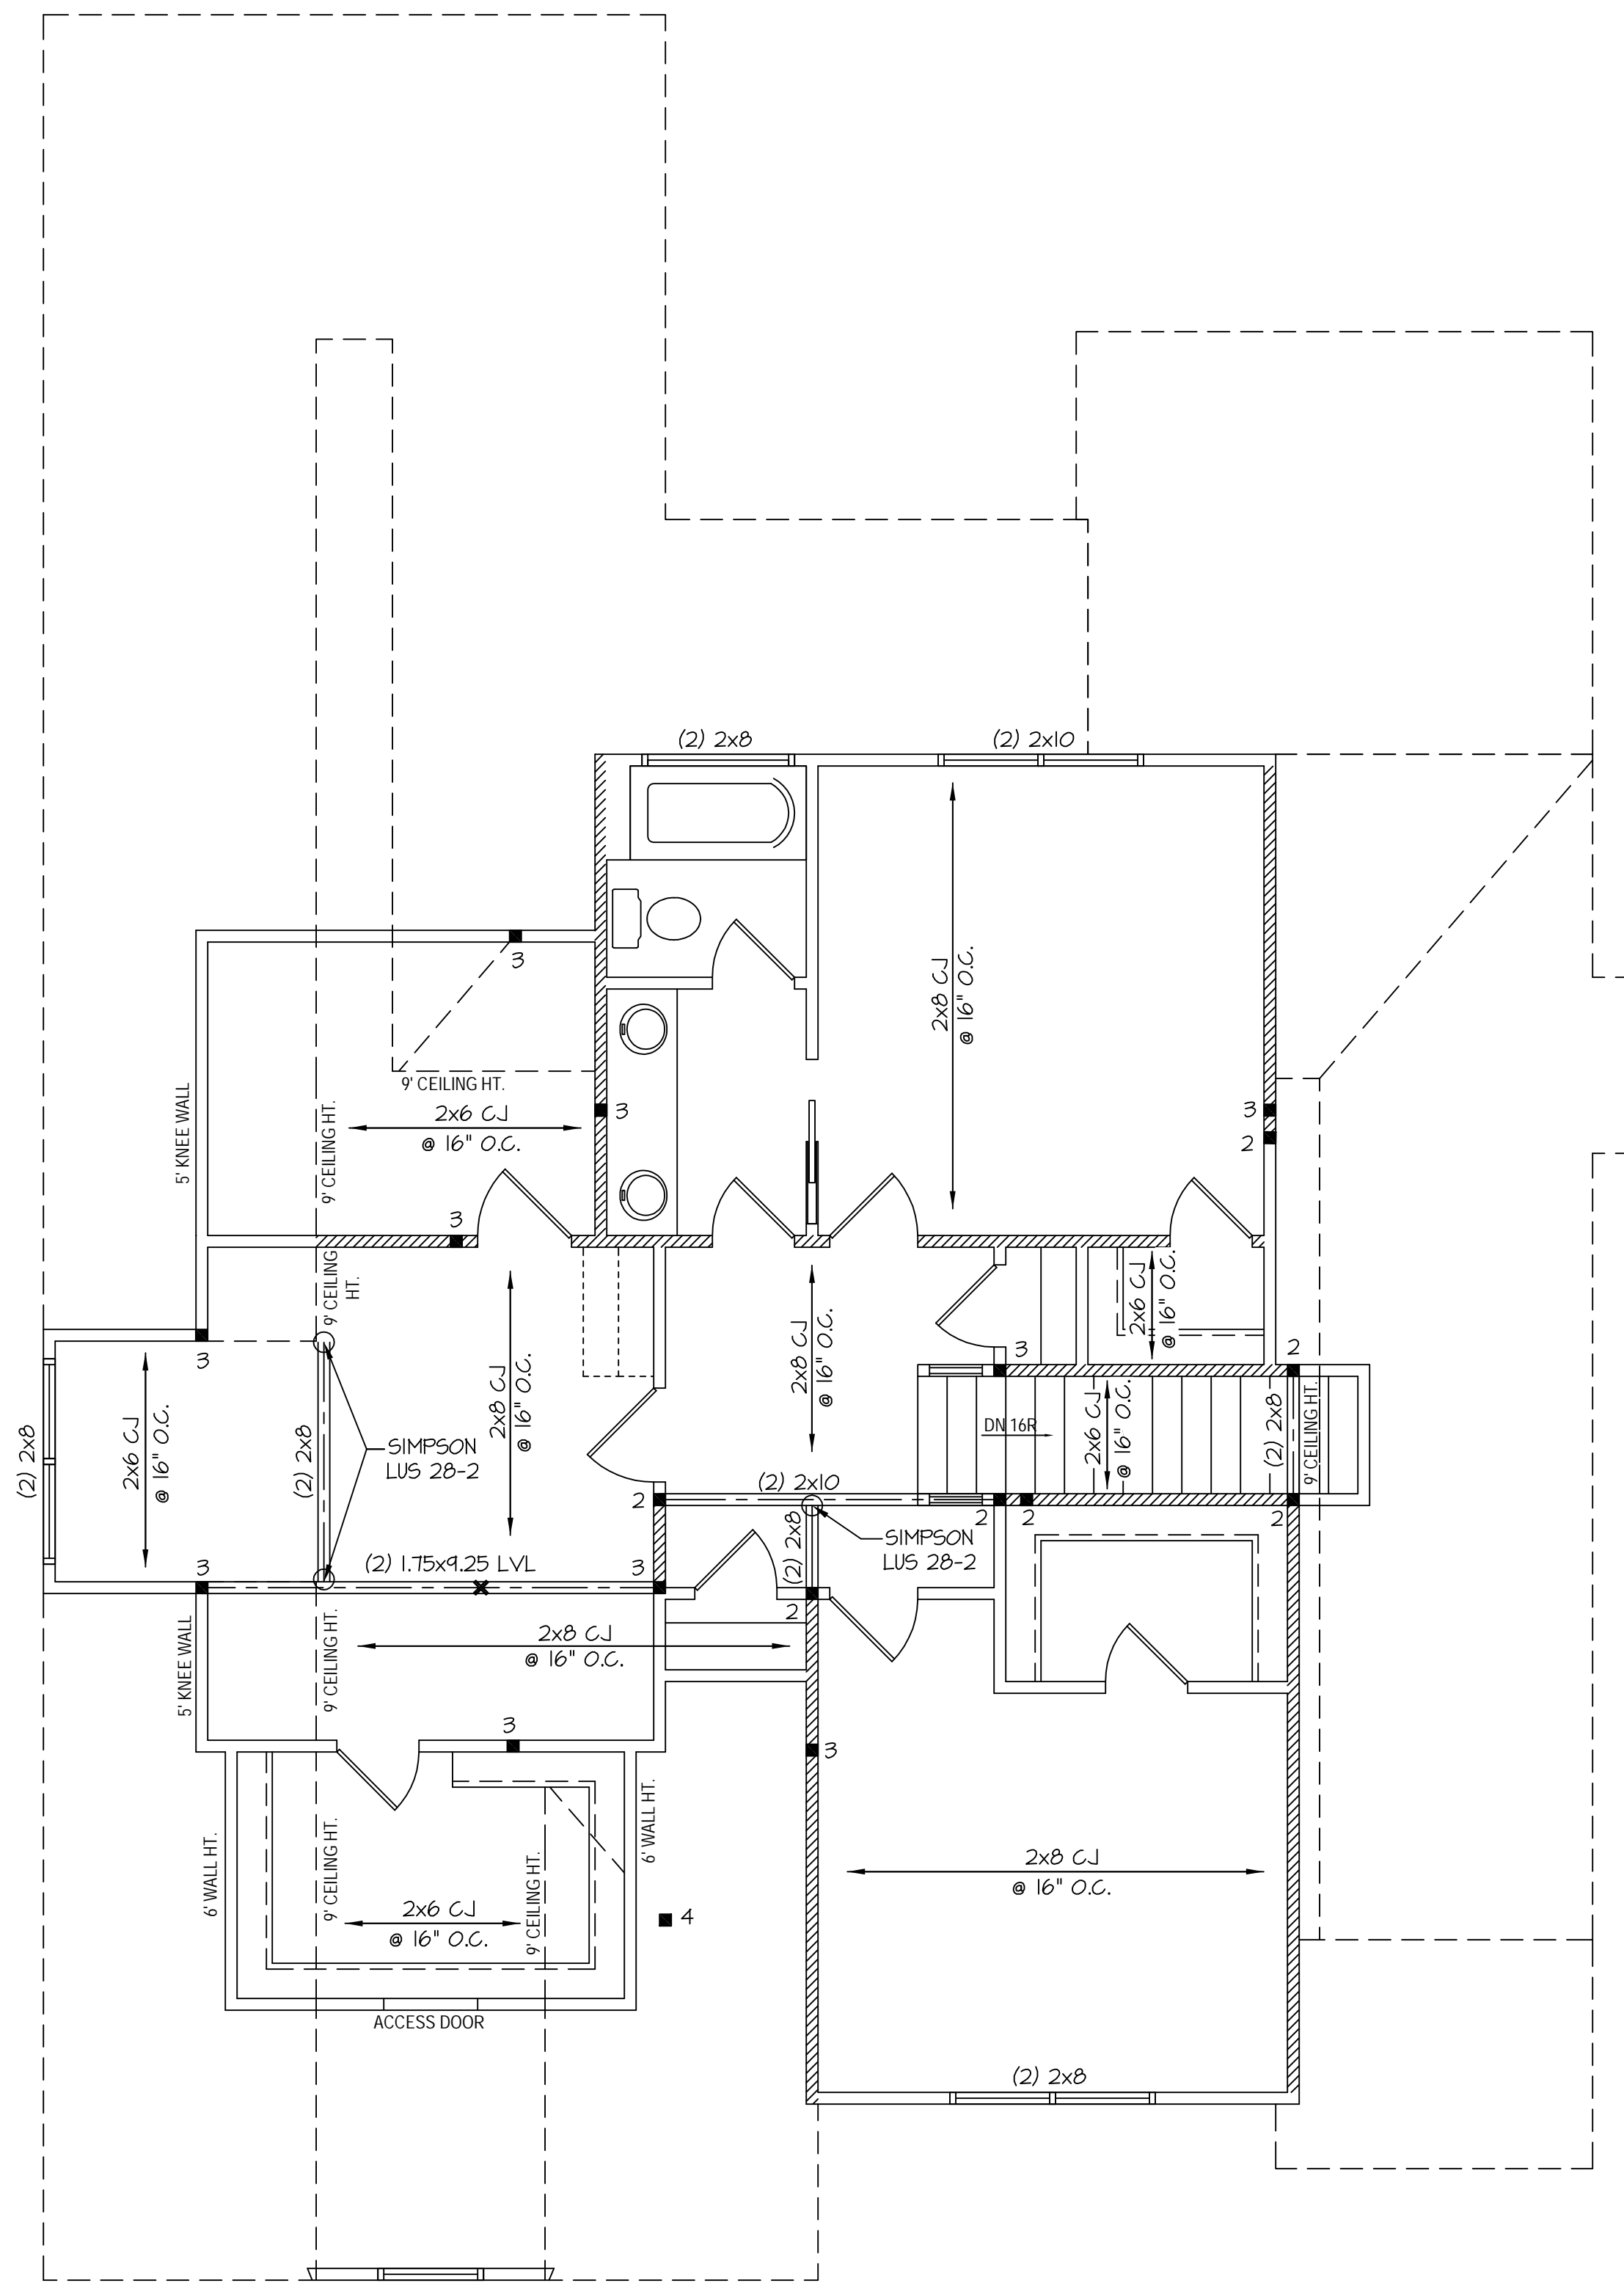 (2) 2x8
(2) 2x10
2x8 CJ
@ 16" O.C.
3
5' KNEE WALL
9' CEILING HT.
9' CEILING HT.
2x6 CJ
@ 16" O.C.
3
3
2
3
9' CEILING
HT.
2x6 CJ
@ 16" O.C.
3
3
2
(2) 2x8
2x6 CJ
@ 16" O.C.
(2) 2x8
SIMPSON
LUS 28-2
2x8 CJ
@ 16" O.C.
2x8 CJ
@ 16" O.C.
DN 16R
2x6 CJ
@ 16" O.C.
(2) 2x8
9' CEILING HT.
(2) 2x10
2
2
2
2
(2) 2x8
SIMPSON
LUS 28-2
3
(2) 1.75x9.25 LVL
3
2
5' KNEE WALL
9' CEILING HT.
2x8 CJ
@ 16" O.C.
3
3
6' WALL HT.
9' CEILING HT.
6' WALL HT.
2x8 CJ
@ 16" O.C.
2x6 CJ
@ 16" O.C.
9' CEILING HT.
4
ACCESS DOOR
(2) 2x8